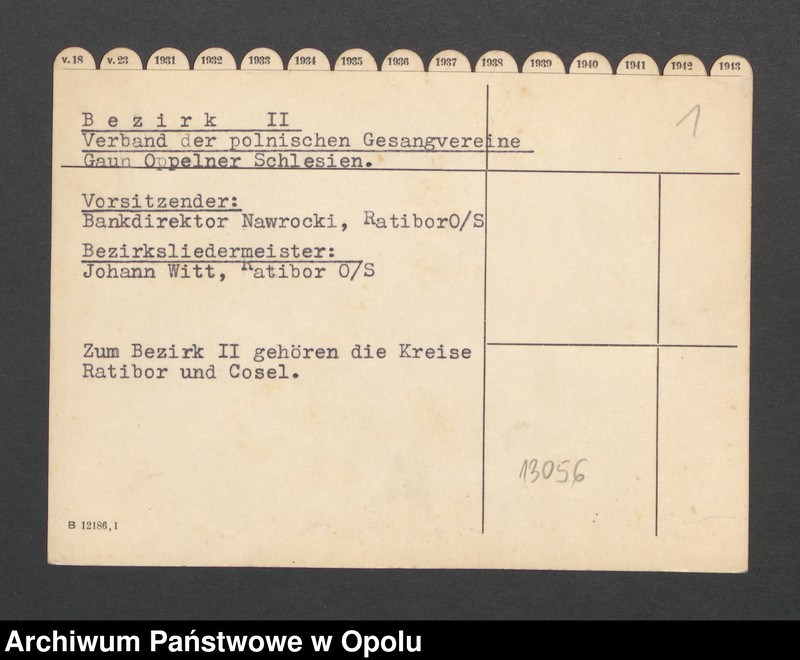 v. 18 v. 23 1931 1932 1933 1934 1935 1936 1937 1938 1939 1940 1941 1942 1943
1
Bezirk II
Verband der polnischen Gesangvereine
Gaun Oppelner Schlesien.
Vorsitzender:
Bankdirektor Nawrocki, RatiborO/S
Bezirksliedermeister:
Johann Witt, Ratibor O/S
Zum Bezirk II gehören die Kreise
Ratibor und Cosel.
13056
B 12186, 1
Archiwum Państwowe w Opolu